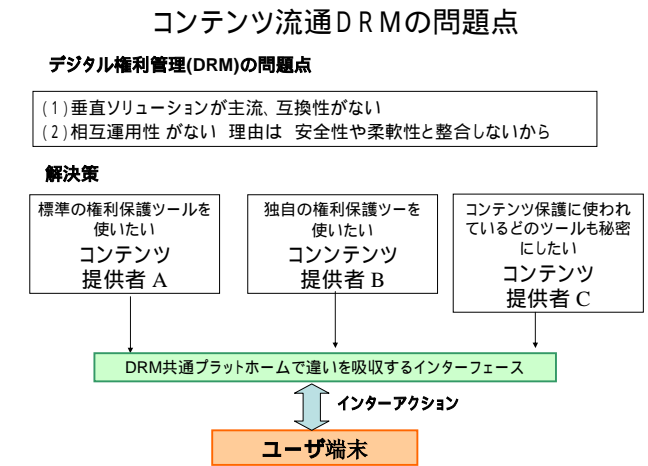 コンテンツ流通DRMの問題点
デジタル権利管理(DRM)の問題点
(1)垂直ソリューションが主流、互換性がない
(2)相互運用性 がない 理由は 安全性や柔軟性と整合しないから
解決策
標準の権利保護ツールを
使いたい
コンテンツ
提供者 A
独自の権利保護ツーを
使いたい
コンンテンツ
提供者 B
コンテンツ保護に使われ
ているどのツールも秘密
にしたい
コンテンツ
提供者 C
DRM共通プラットホームで違いを吸収するインターフェース
インターアクション
ユーザ端末